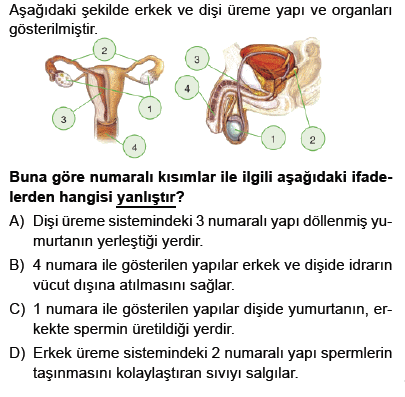 Aşağıdaki şekilde erkek ve dişi üreme yapı ve organları
gösterilmiştir.
2
3
1
4
3
4
1
2
Buna göre numaralı kısımlar ile ilgili aşağıdaki ifade-
lerden hangisi yanlıştır?
A) Dişi üreme sistemindeki 3 numaralı yapı döllenmiş yu-
murtanın yerleştiği yerdir.
B) 4 numara ile gösterilen yapılar erkek ve dişide idrarın
vücut dışına atılmasını sağlar.
C) 1 numara ile gösterilen yapılar dişide yumurtanın, er-
kekte spermin üretildiği yerdir.
D) Erkek üreme sistemindeki 2 numaralı yapı spermlerin
taşınmasını kolaylaştıran sıvıyı salgılar.